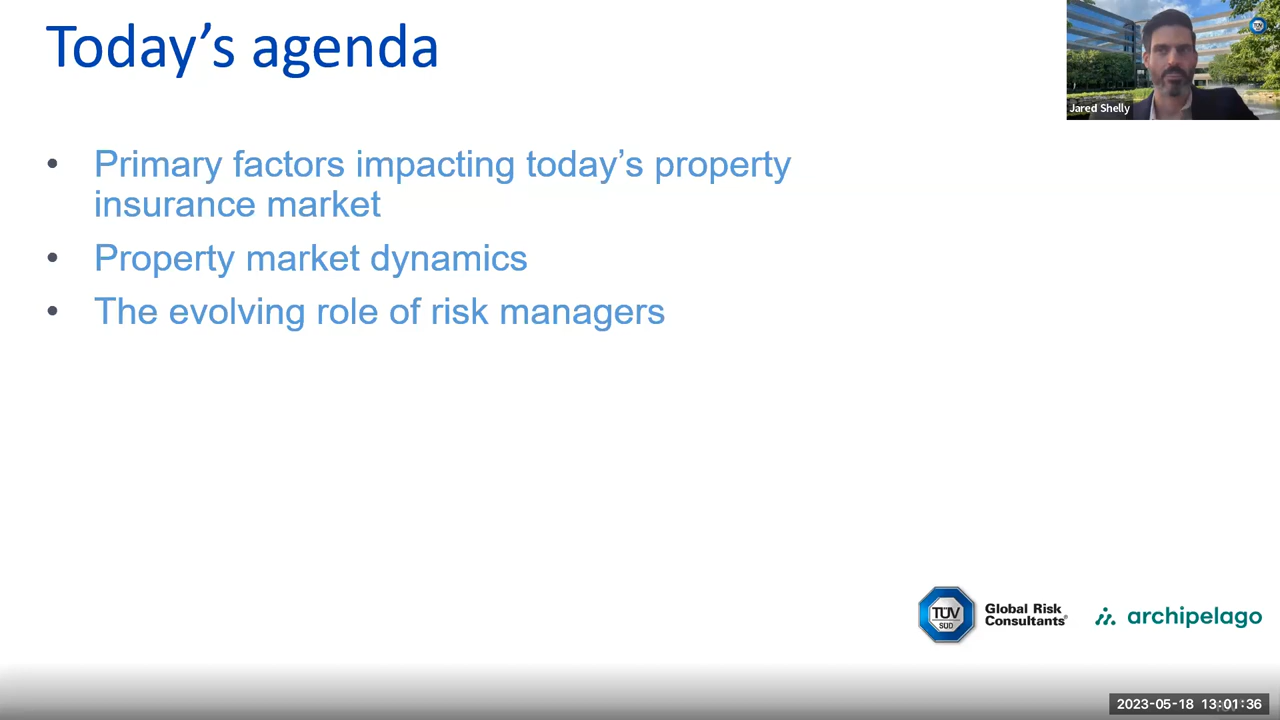 Today’s agenda
Jared Shelly
• Primary factors impacting today’s property
insurance market
• Property market dynamics
• The evolving role of risk managers
TÜV
SÜD
Global Risk
Consultants®
archipelago
2023-05-18 13:01:36